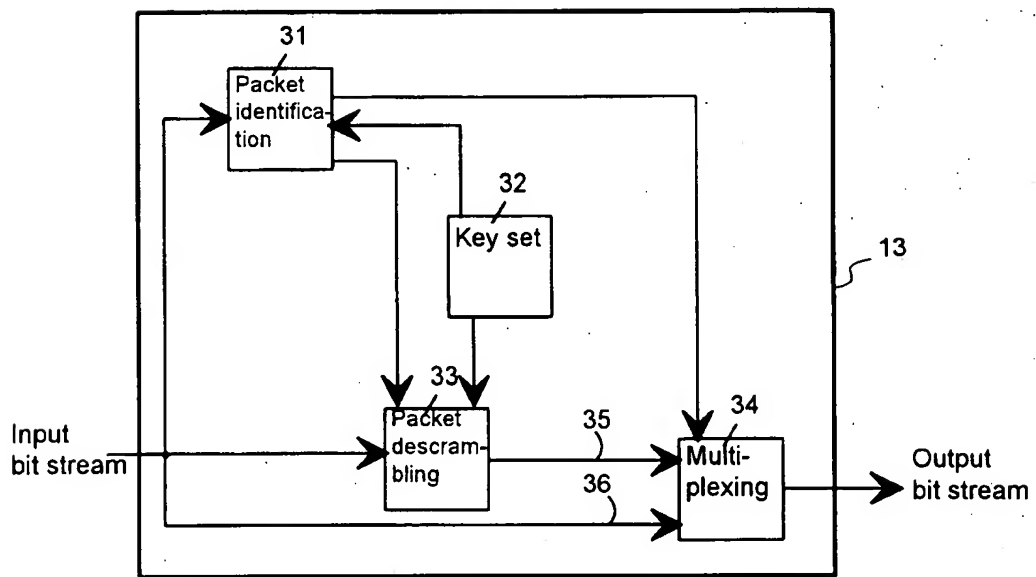 31
Packet
identifica-
tion
32
Key set
13
33
Packet
descram-
bling
35
34
Multi-
plexing
36
Input
bit stream
Output
bit stream